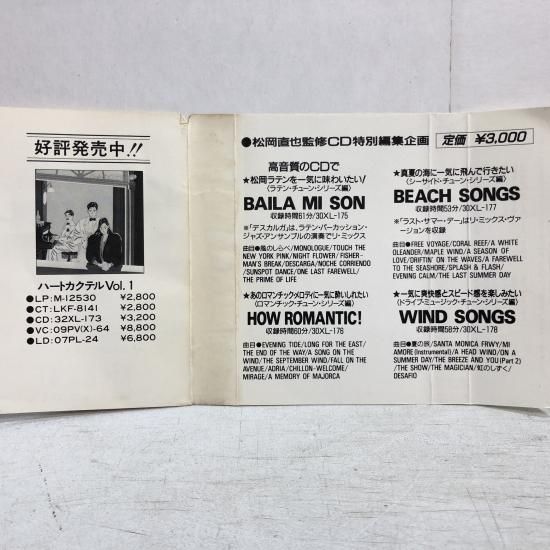 好評発売中!!
ハートカクテル Vol. 1
●LP:M-12530 ¥2,800
●CT:LKF-8141 ¥2,800
●CD:32XL-173 ¥3,200
●VC:09PV(X)-64 ¥8,800
●LD:07PL-24 ¥6,800
●松岡直也監修CD特別編集企画 定価 ¥3,000
高音質のCDで
★松岡ラテンを一気に味わいたい!
(ラテン・チューン・シリーズ編)
BAILA MI SON
収録時間61分/30XL-175
※「デスカルガ」は、ラテン・パーカッション・
ジャズ・アンサンブルの演奏でリ・ミックス
曲目●風のしらべ/MONOLOGUE/TOUCH THE
NEW YORK PINK/NIGHT FLOWER/FISHER-
MAN'S BREAK/DESCARGA/NOCHE CORRIENDO
/SUNSPOT DANCE/ONE LAST FAREWELL/
THE PRIME OF LIFE
★あのロマンチックメロディに一気に酔いしれたい
(ロマンチック・チューン・シリーズ編)
HOW ROMANTIC!
収録時間60分/30XL-176
曲目●EVENING TIDE/LONG FOR THE EAST/
THE END OF THE WAY/A SONG ON THE
WIND/THE SEPTEMBER WIND/FALL ON THE
AVENUE/ADRIA/CHILLON-WELCOME/
MIRAGE/A MEMORY OF MAJORCA
★真夏の海に一気に飛んで行きたい
(シーサイド・チューン・シリーズ編)
BEACH SONGS
収録時間53分/30XL-177
※「ラスト・サマー・デー」はリ・ミックス・ヴァ
ージョンを収録
曲目●FREE VOYAGE/CORAL REEF/A WHITE
OLEANDER/MAPLE WIND/A SEASON OF
LOVE/DRIFTIN' ON THE WAVES/A FAREWELL
TO THE SEASHORE/SPLASH & FLASH/
EVENING CALM/THE LAST SUMMER DAY
★一気に爽快感とスピード感を楽しみたい
(ドライブ・ミュージック・チューン・シリーズ編)
WIND SONGS
収録時間58分/30XL-178
曲目●夏の旅/SANTA MONICA FRWY/MI
AMORE(Instrumental)/A HEAD WIND/ON A
SUMMER DAY/THE BREEZE AND YOU(Part 2)
/THE SHOW/THE MAGICIAN/虹のしずく/
DESAFIO